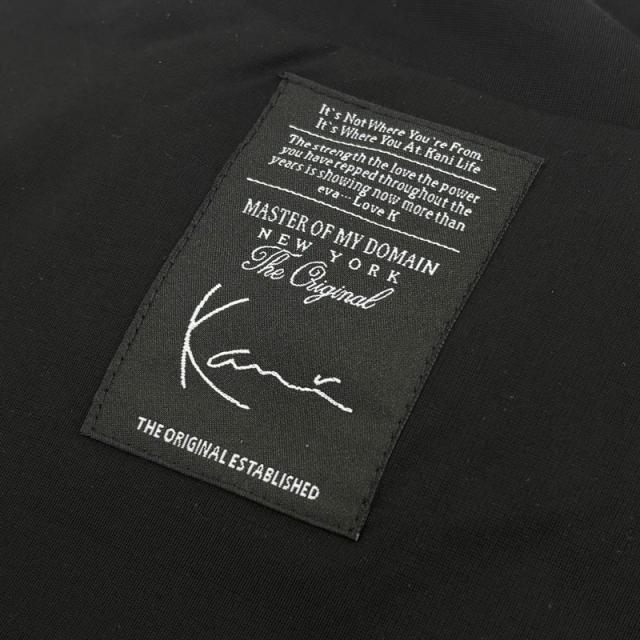 It's Not Where You're From.
It's Where You At Kani Life
The strength the love the power
you have repped throughout the
years is showing now more than
eva... Love K
MASTER OF MY DOMAIN
NEW YORK
The Original
Kani
THE ORIGINAL ESTABLISHED